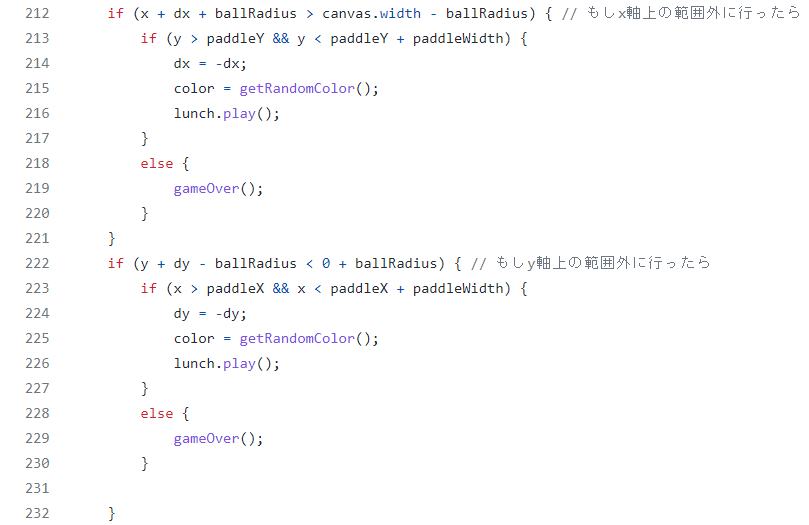 212 if (x + dx + ballRadius > canvas.width - ballRadius) { // もしx軸上の範囲外に行ったら
213 if (y > paddleY && y < paddleY + paddleWidth) {
214 dx = -dx;
215 color = getRandomColor();
216 lunch.play();
217 }
218 else {
219 gameOver();
220 }
221 }
222 if (y + dy - ballRadius < 0 + ballRadius) { // もしy軸上の範囲外に行ったら
223 if (x > paddleX && x < paddleX + paddleWidth) {
224 dy = -dy;
225 color = getRandomColor();
226 lunch.play();
227 }
228 else {
229 gameOver();
230 }
231
232 }